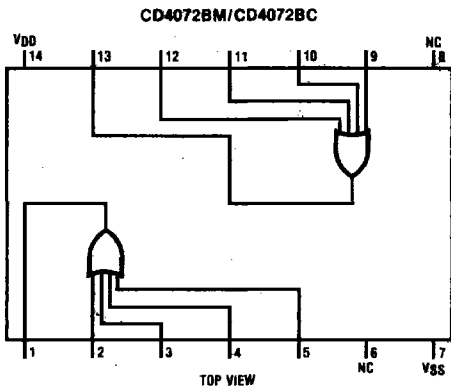 CD4072BM/CD4072BC
VDD NC
14 13 12 11 10 9 8
1 2 3 4 5 6 7
NC VSS
TOP VIEW